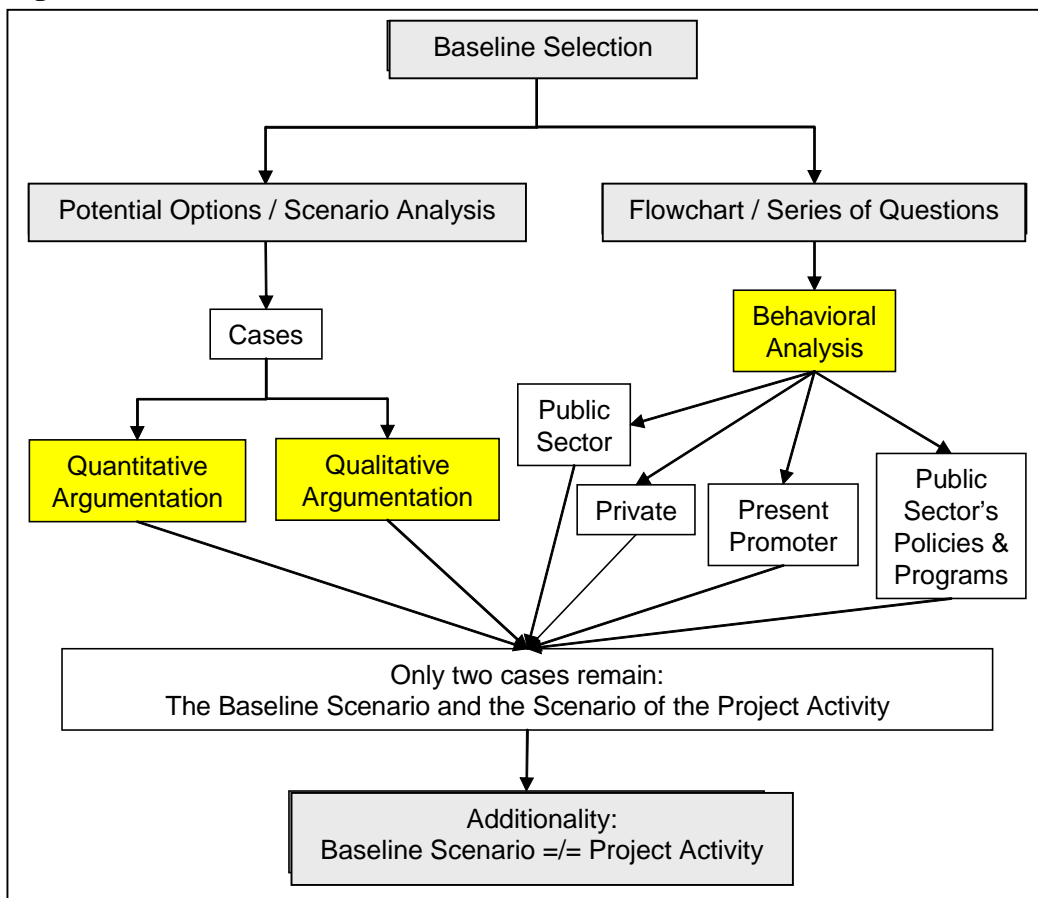 Baseline Selection
Potential Options / Scenario Analysis
Flowchart / Series of Questions
Cases
Behavioral
Analysis
Quantitative
Argumentation
Qualitative
Argumentation
Public
Sector
Private
Present
Promoter
Public
Sector’s
Policies &
Programs
Only two cases remain:
The Baseline Scenario and the Scenario of the Project Activity
Additionality:
Baseline Scenario =/= Project Activity